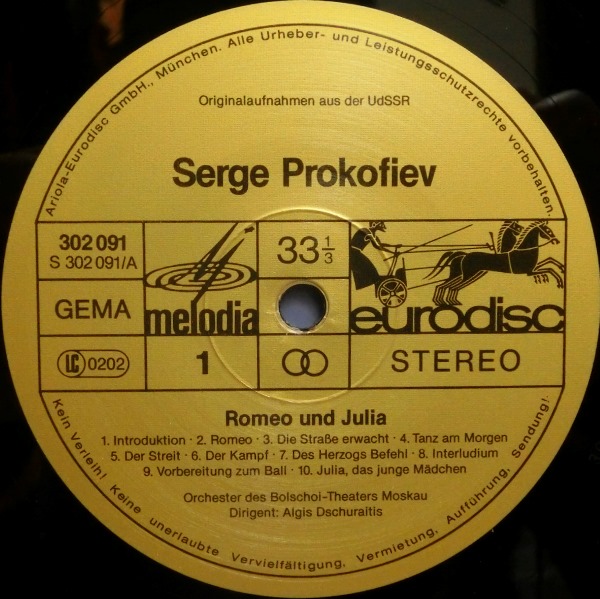 Ariola-Eurodisc GmbH., München. Alle Urheber- und Leistungsschutzrechte vorbehalten.
Originalaufnahmen aus der UdSSR
Serge Prokofiev
302 091
S 302 091/A
GEMA
LC 0202
melodia
1
33 1/3
eurodisc
STEREO
Romeo und Julia
1. Introduktion · 2. Romeo · 3. Die Straße erwacht · 4. Tanz am Morgen
5. Der Streit · 6. Der Kampf · 7. Des Herzogs Befehl · 8. Interludium
9. Vorbereitung zum Ball · 10. Julia, das junge Mädchen
Orchester des Bolschoi-Theaters Moskau
Dirigent: Algis Dschuraitis
Kein Verleih! Keine unerlaubte Vervielfältigung, Vermietung, Aufführung, Sendung!